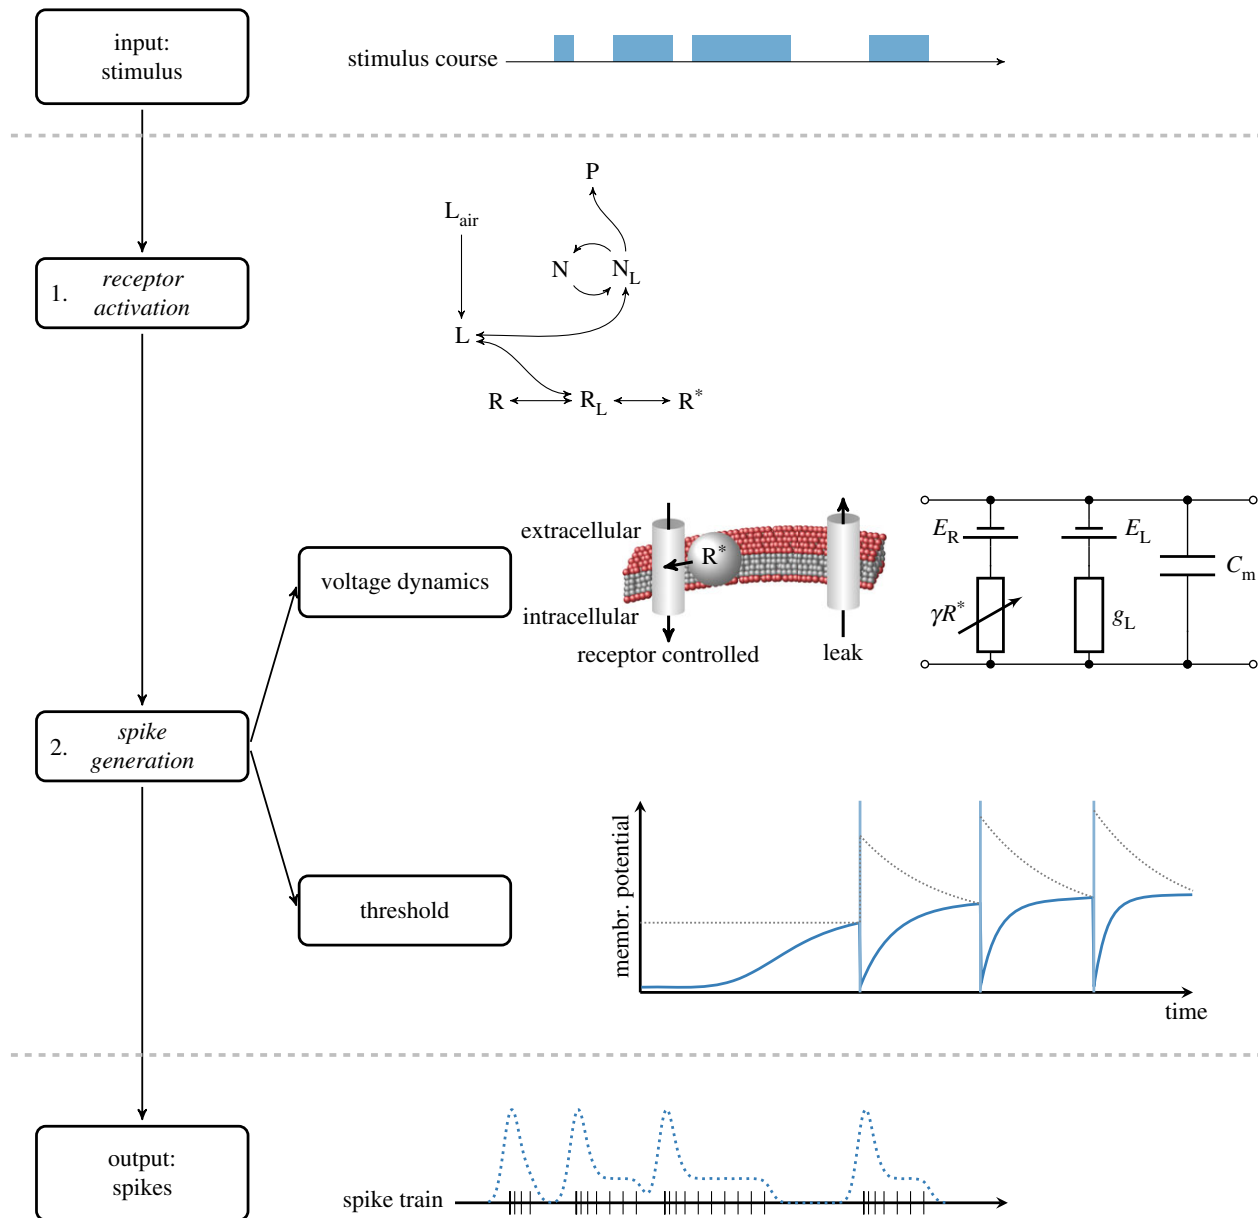 input:
stimulus
stimulus course
P
L_air
N
N_L
1. receptor
activation
L
R
R_L
R*
extracellular
R*
intracellular
receptor controlled
leak
E_R
E_L
C_m
γR*
g_L
voltage dynamics
2. spike
generation
threshold
membr. potential
time
output:
spikes
spike train